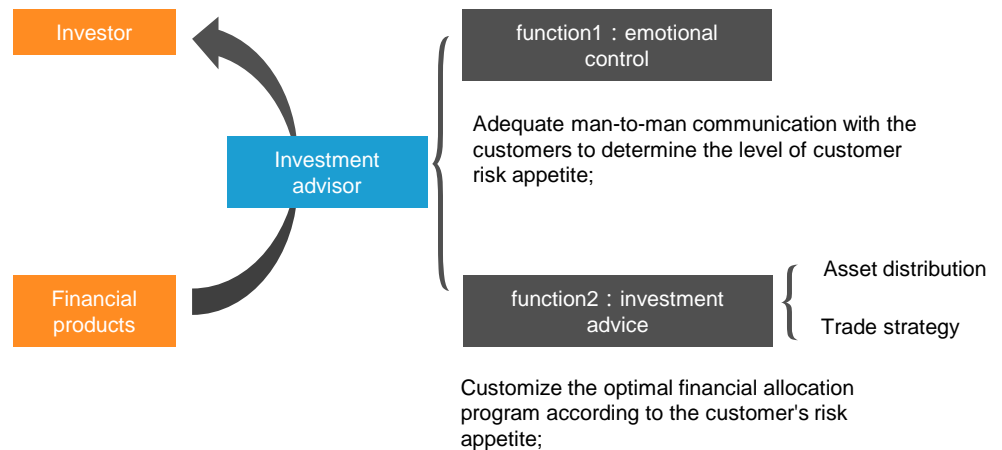 Investor
function1：emotional
control
Adequate man-to-man communication with the
customers to determine the level of customer
risk appetite;
Investment
advisor
Financial
products
function2：investment
advice
Asset distribution
Trade strategy
Customize the optimal financial allocation
program according to the customer's risk
appetite;